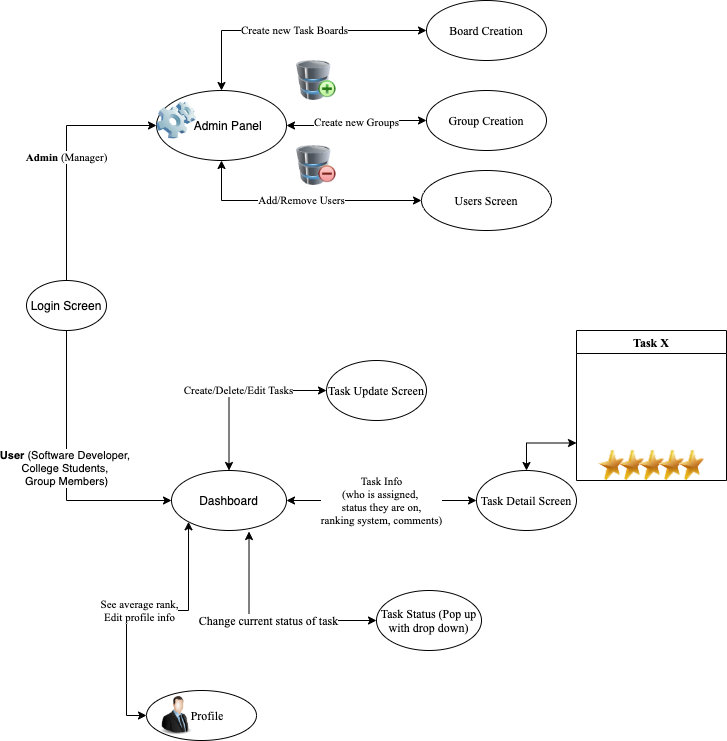 Create new Task Boards
Board Creation
Admin Panel
Create new Groups
Group Creation
Admin (Manager)
Add/Remove Users
Users Screen
Login Screen
Task X
Create/Delete/Edit Tasks
Task Update Screen
User (Software Developer,
College Students,
Group Members)
Dashboard
Task Info
(who is assigned,
status they are on,
ranking system, comments)
Task Detail Screen
See average rank,
Edit profile info
Change current status of task
Task Status (Pop up
with drop down)
Profile